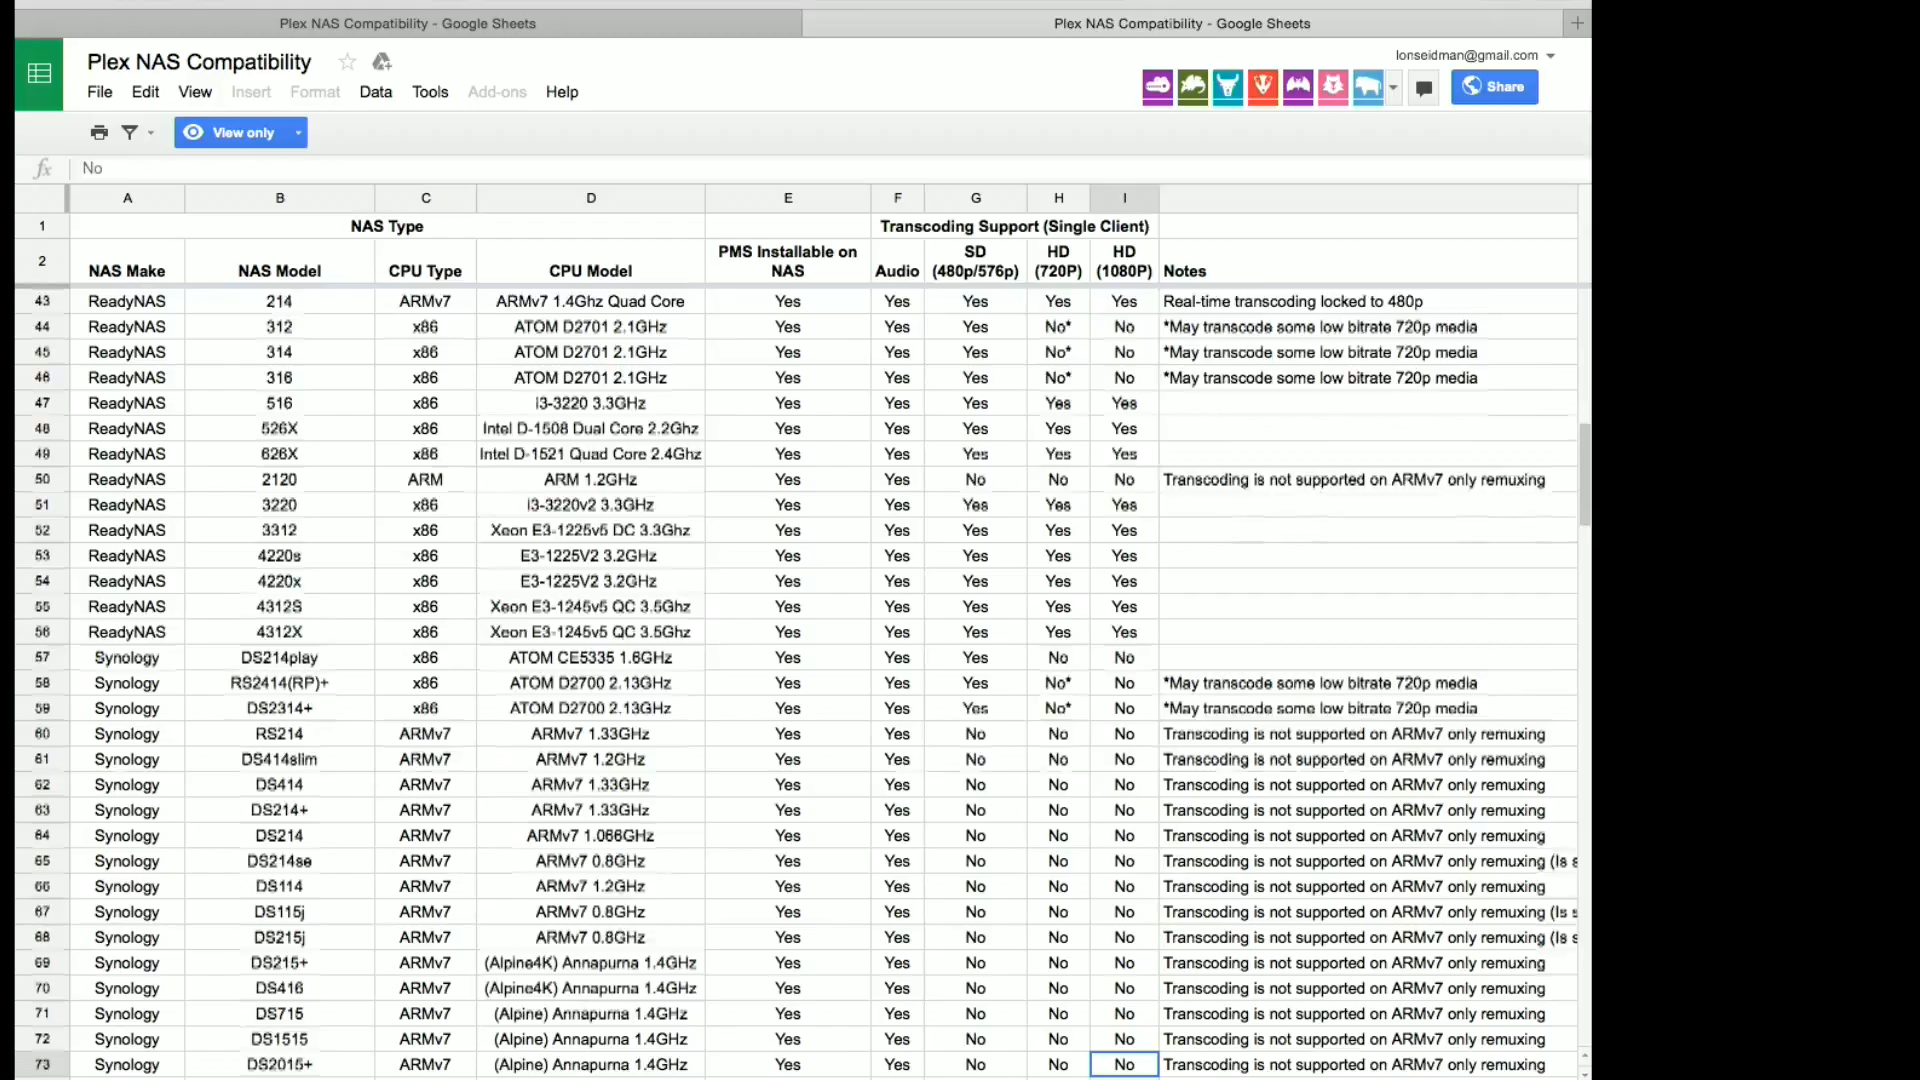 Plex NAS Compatibility - Google Sheets
Plex NAS Compatibility - Google Sheets
Plex NAS Compatibility
lonseidman@gmail.com
File Edit View Insert Format Data Tools Add-ons Help
Share
View only
fx No
A B C D E F G H I
1 NAS Type Transcoding Support (Single Client)
2 NAS Make NAS Model CPU Type CPU Model PMS Installable on NAS Audio SD (480p/576p) HD (720P) HD (1080P) Notes
43 ReadyNAS 214 ARMv7 ARMv7 1.4Ghz Quad Core Yes Yes Yes Yes Yes Real-time transcoding locked to 480p
44 ReadyNAS 312 x86 ATOM D2701 2.1GHz Yes Yes Yes No* No *May transcode some low bitrate 720p media
45 ReadyNAS 314 x86 ATOM D2701 2.1GHz Yes Yes Yes No* No *May transcode some low bitrate 720p media
46 ReadyNAS 316 x86 ATOM D2701 2.1GHz Yes Yes Yes No* No *May transcode some low bitrate 720p media
47 ReadyNAS 516 x86 i3-3220 3.3GHz Yes Yes Yes Yes Yes
48 ReadyNAS 526X x86 Intel D-1508 Dual Core 2.2Ghz Yes Yes Yes Yes Yes
49 ReadyNAS 626X x86 Intel D-1521 Quad Core 2.4Ghz Yes Yes Yes Yes Yes
50 ReadyNAS 2120 ARM ARM 1.2GHz Yes Yes No No No Transcoding is not supported on ARMv7 only remuxing
51 ReadyNAS 3220 x86 i3-3220v2 3.3GHz Yes Yes Yes Yes Yes
52 ReadyNAS 3312 x86 Xeon E3-1225v5 DC 3.3Ghz Yes Yes Yes Yes Yes
53 ReadyNAS 4220s x86 E3-1225V2 3.2GHz Yes Yes Yes Yes Yes
54 ReadyNAS 4220x x86 E3-1225V2 3.2GHz Yes Yes Yes Yes Yes
55 ReadyNAS 4312S x86 Xeon E3-1245v5 QC 3.5Ghz Yes Yes Yes Yes Yes
56 ReadyNAS 4312X x86 Xeon E3-1245v5 QC 3.5Ghz Yes Yes Yes Yes Yes
57 Synology DS214play x86 ATOM CE5335 1.6GHz Yes Yes Yes No No
58 Synology RS2414(RP)+ x86 ATOM D2700 2.13GHz Yes Yes Yes No* No *May transcode some low bitrate 720p media
59 Synology DS2314+ x86 ATOM D2700 2.13GHz Yes Yes Yes No* No *May transcode some low bitrate 720p media
60 Synology RS214 ARMv7 ARMv7 1.33GHz Yes Yes No No No Transcoding is not supported on ARMv7 only remuxing
61 Synology DS414slim ARMv7 ARMv7 1.2GHz Yes Yes No No No Transcoding is not supported on ARMv7 only remuxing
62 Synology DS414 ARMv7 ARMv7 1.33GHz Yes Yes No No No Transcoding is not supported on ARMv7 only remuxing
63 Synology DS214+ ARMv7 ARMv7 1.33GHz Yes Yes No No No Transcoding is not supported on ARMv7 only remuxing
64 Synology DS214 ARMv7 ARMv7 1.066GHz Yes Yes No No No Transcoding is not supported on ARMv7 only remuxing
65 Synology DS214se ARMv7 ARMv7 0.8GHz Yes Yes No No No Transcoding is not supported on ARMv7 only remuxing (Is s
66 Synology DS114 ARMv7 ARMv7 1.2GHz Yes Yes No No No Transcoding is not supported on ARMv7 only remuxing
67 Synology DS115j ARMv7 ARMv7 0.8GHz Yes Yes No No No Transcoding is not supported on ARMv7 only remuxing (Is s
68 Synology DS215j ARMv7 ARMv7 0.8GHz Yes Yes No No No Transcoding is not supported on ARMv7 only remuxing (Is s
69 Synology DS215+ ARMv7 (Alpine4K) Annapurna 1.4GHz Yes Yes No No No Transcoding is not supported on ARMv7 only remuxing
70 Synology DS416 ARMv7 (Alpine4K) Annapurna 1.4GHz Yes Yes No No No Transcoding is not supported on ARMv7 only remuxing
71 Synology DS715 ARMv7 (Alpine) Annapurna 1.4GHz Yes Yes No No No Transcoding is not supported on ARMv7 only remuxing
72 Synology DS1515 ARMv7 (Alpine) Annapurna 1.4GHz Yes Yes No No No Transcoding is not supported on ARMv7 only remuxing
73 Synology DS2015+ ARMv7 (Alpine) Annapurna 1.4GHz Yes Yes No No No Transcoding is not supported on ARMv7 only remuxing